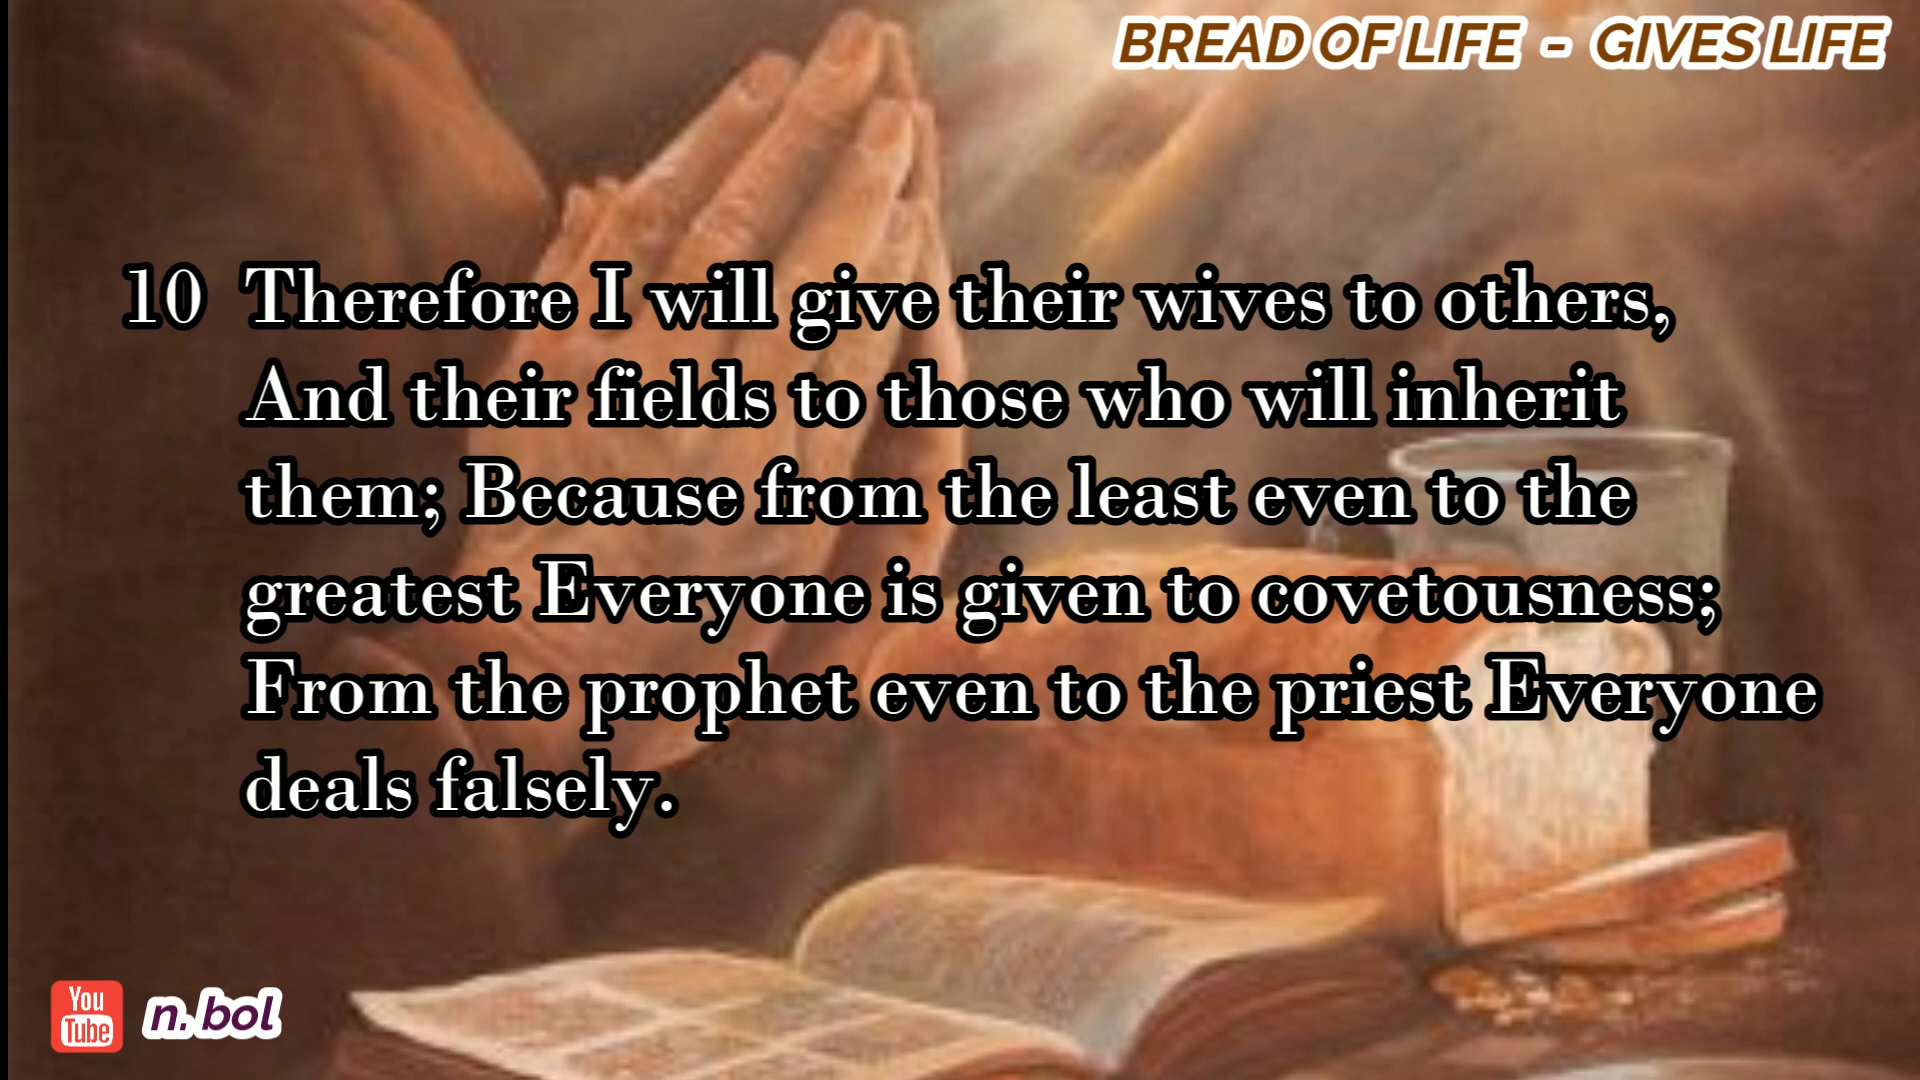 BREAD OF LIFE - GIVES LIFE
10 Therefore I will give their wives to others,
And their fields to those who will inherit
them; Because from the least even to the
greatest Everyone is given to covetousness;
From the prophet even to the priest Everyone
deals falsely.
You
Tube
n. bol